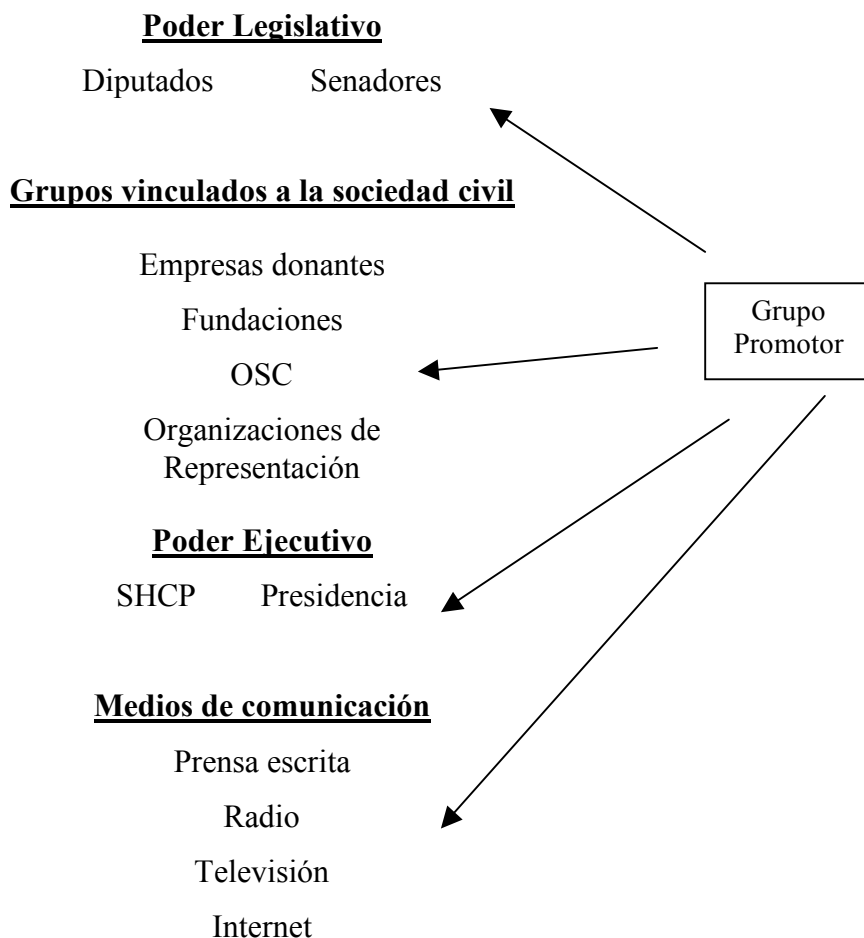 Poder Legislativo
Diputados Senadores
Grupos vinculados a la sociedad civil
Empresas donantes
Fundaciones
OSC
Organizaciones de
Representación
Poder Ejecutivo
SHCP Presidencia
Medios de comunicación
Prensa escrita
Radio
Televisión
Internet
Grupo
Promotor